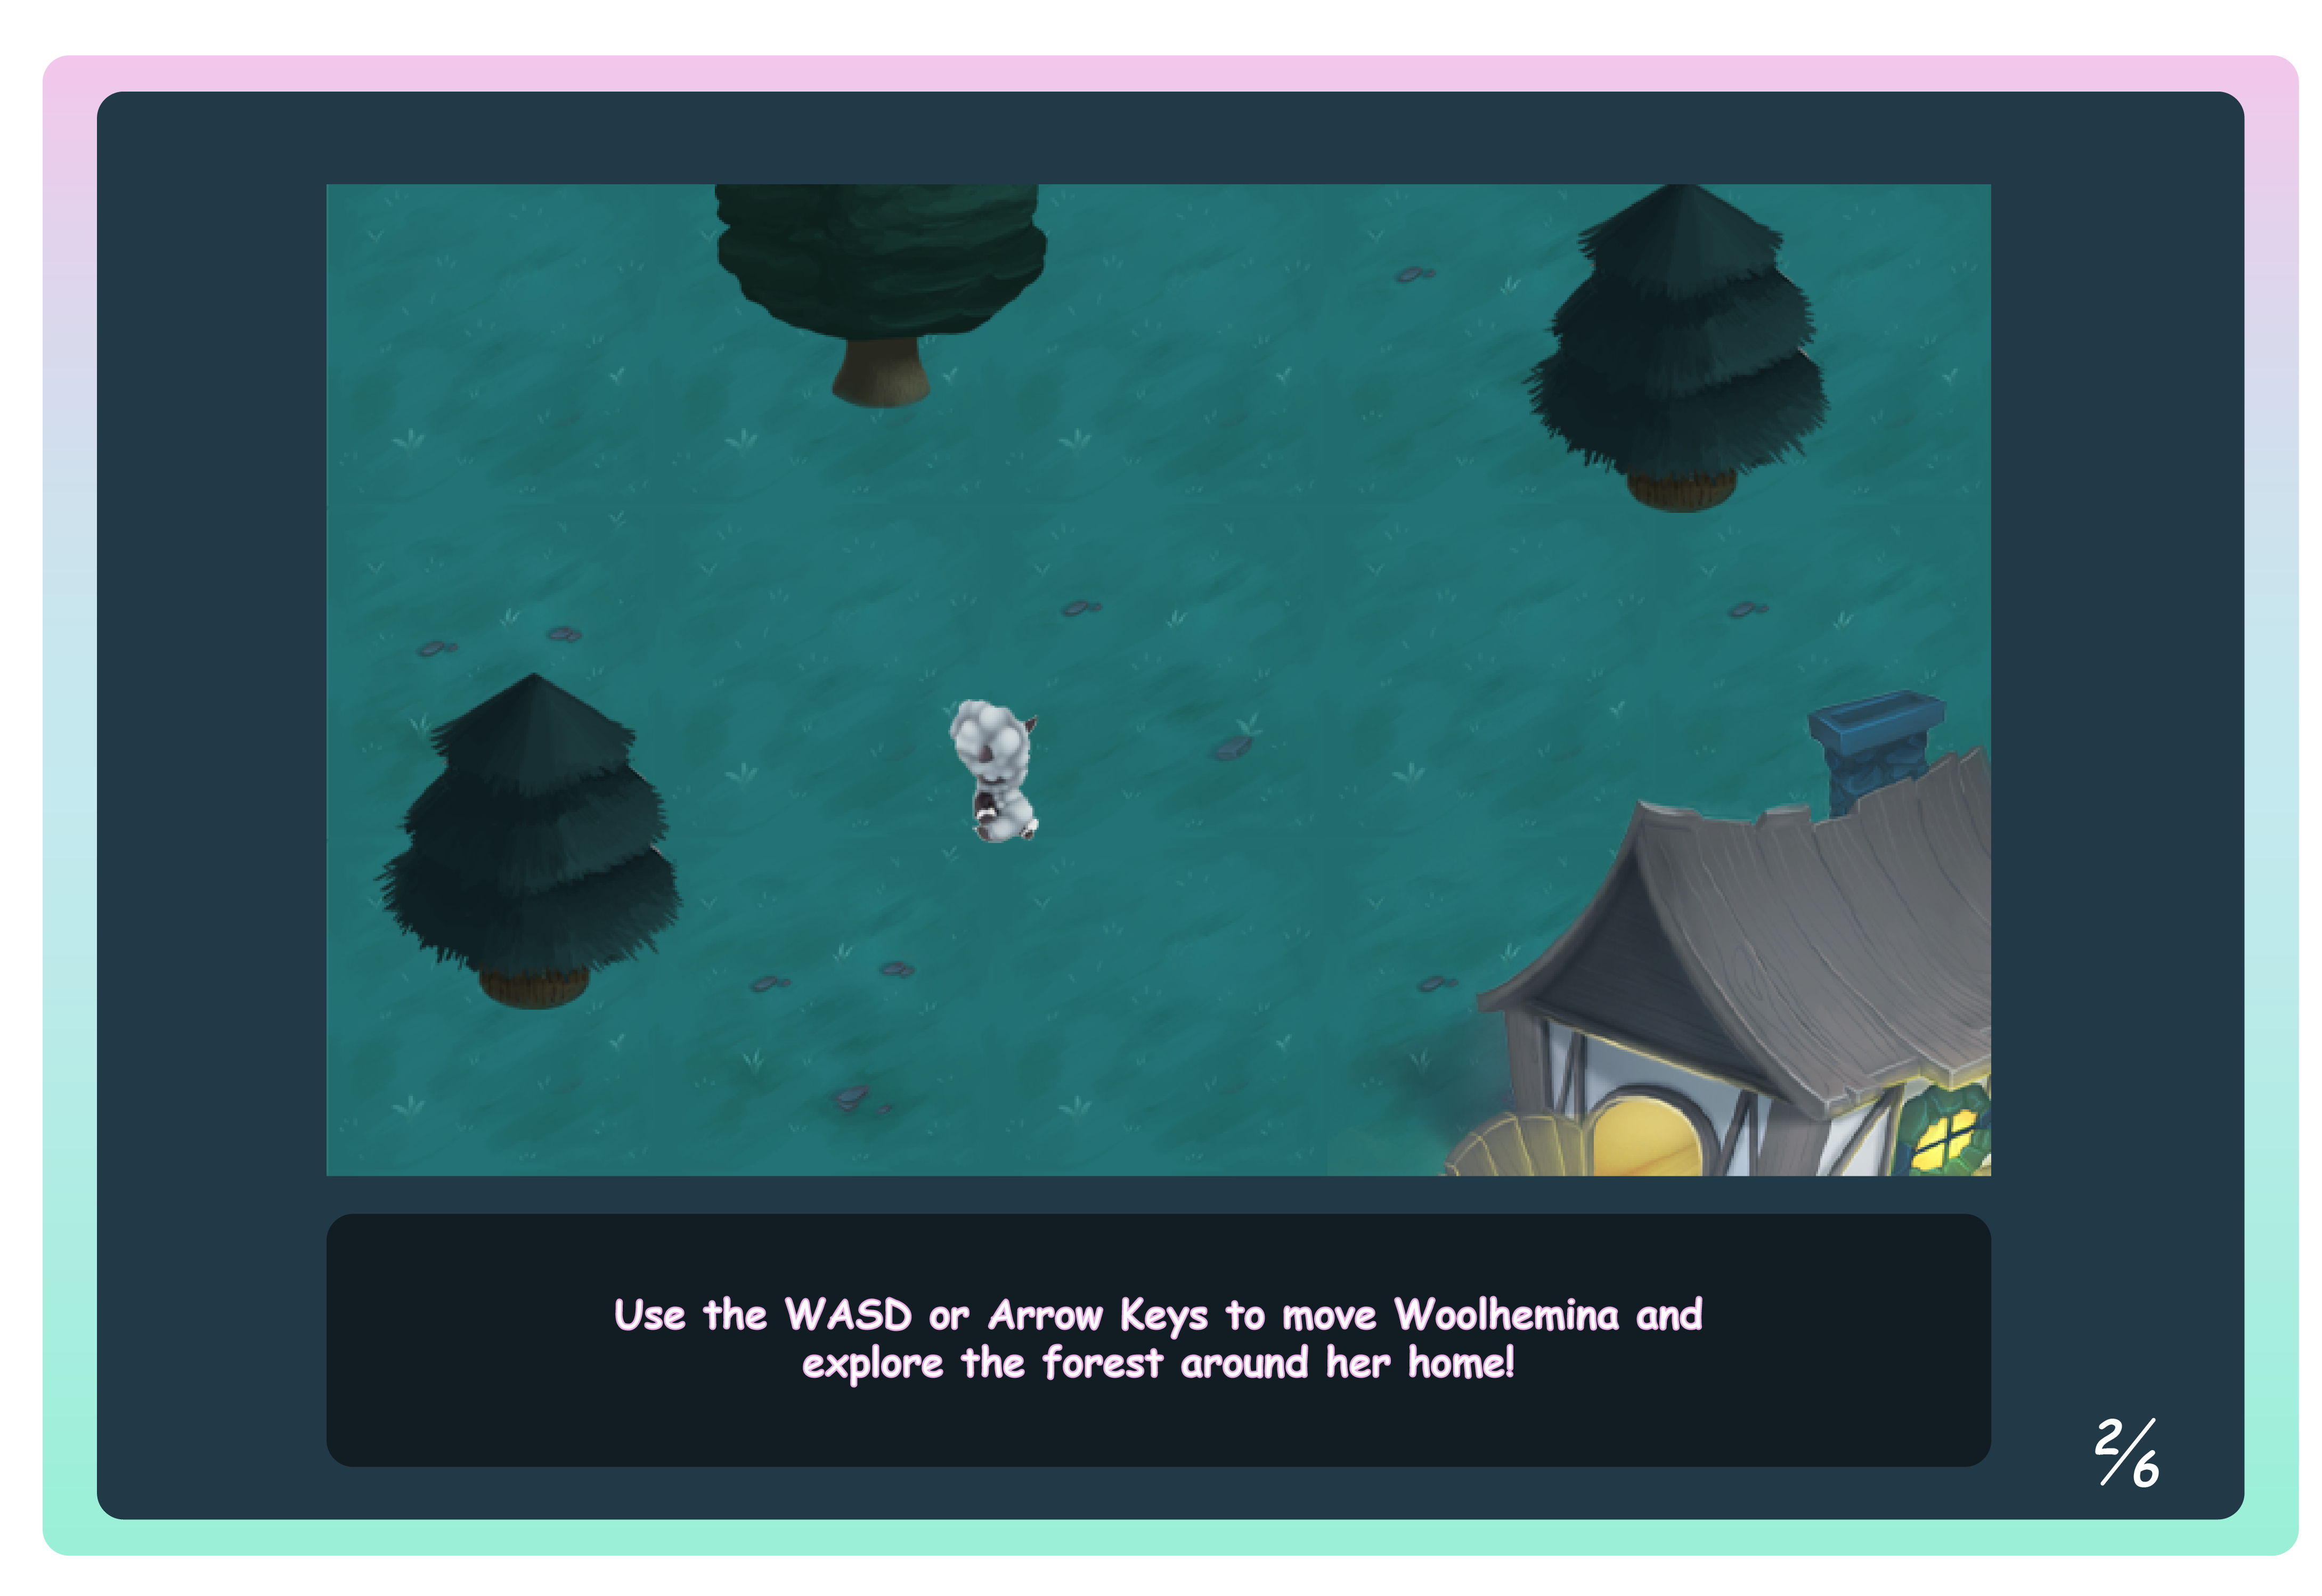 Use the WASD or Arrow Keys to move Woolhemina and
explore the forest around her home!
2/6